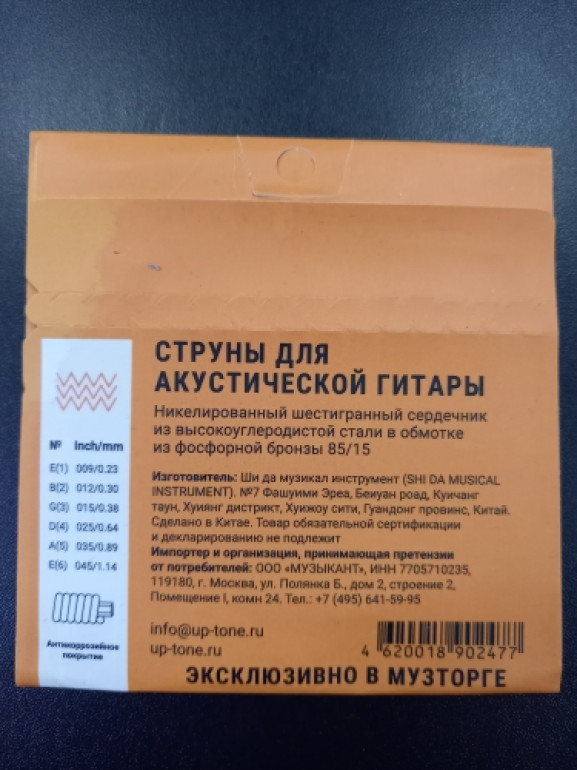 СТРУНЫ ДЛЯ
АКУСТИЧЕСКОЙ ГИТАРЫ
Никелированный шестигранный сердечник
из высокоуглеродистой стали в обмотке
из фосфорной бронзы 85/15
№ Inch/mm
E(1) 009/0.23
B(2) 012/0.30
G(3) 015/0.38
D(4) 025/0.64
A(5) 035/0.89
E(6) 045/1.14
Антикоррозийное
покрытие
Изготовитель: Ши да музикал инструмент (SHI DA MUSICAL
INSTRUMENT). №7 Фашуими Эреа, Беиуан роад, Куичанг
таун, Хуиянг дистрикт, Хуижоу сити, Гуандонг провинс, Китай.
Сделано в Китае. Товар обязательной сертификации
и декларированию не подлежит
Импортер и организация, принимающая претензии
от потребителей: ООО «МУЗЫКАНТ», ИНН 7705710235,
119180, г. Москва, ул. Полянка Б., дом 2, строение 2,
Помещение I, комн 24. Тел.: +7 (495) 641-59-95
info@up-tone.ru
up-tone.ru
4 620018 902477
ЭКСКЛЮЗИВНО В МУЗТОРГЕ